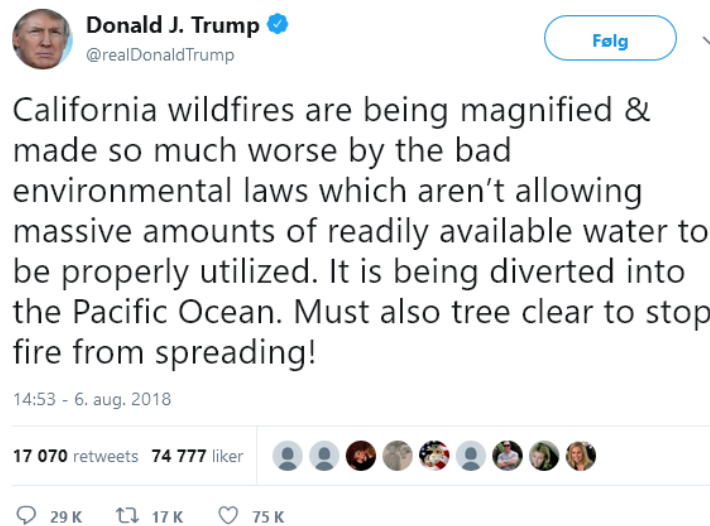 Donald J. Trump
@realDonaldTrump
Følg
California wildfires are being magnified &
made so much worse by the bad
environmental laws which aren't allowing
massive amounts of readily available water to
be properly utilized. It is being diverted into
the Pacific Ocean. Must also tree clear to stop
fire from spreading!
14:53 - 6. aug. 2018
17 070 retweets 74 777 liker
29 K 17 K 75 K